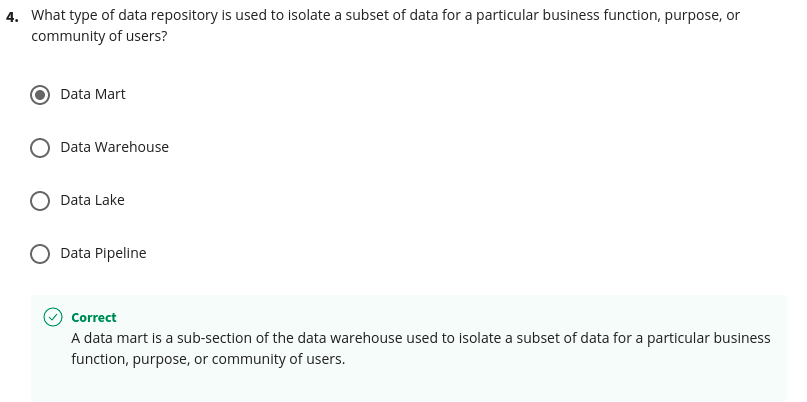 4. What type of data repository is used to isolate a subset of data for a particular business function, purpose, or
community of users?
Data Mart
Data Warehouse
Data Lake
Data Pipeline
Correct
A data mart is a sub-section of the data warehouse used to isolate a subset of data for a particular business
function, purpose, or community of users.